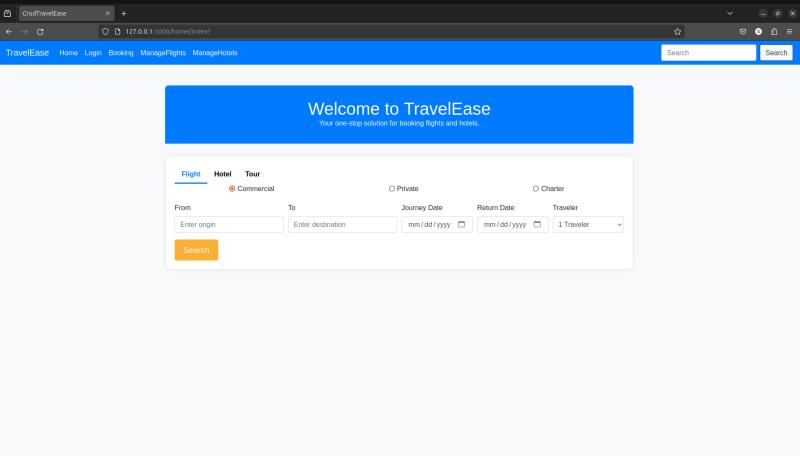 CrudTravelEase
127.0.0.1:3000/home/index?
TravelEase Home Login Booking ManageFlights ManageHotels Search Search
Welcome to TravelEase
Your one-stop solution for booking flights and hotels.
Flight Hotel Tour
Commercial Private Charter
From To Journey Date Return Date Traveler
Enter origin Enter destination mm/dd/yyyy mm/dd/yyyy 1 Traveler
Search